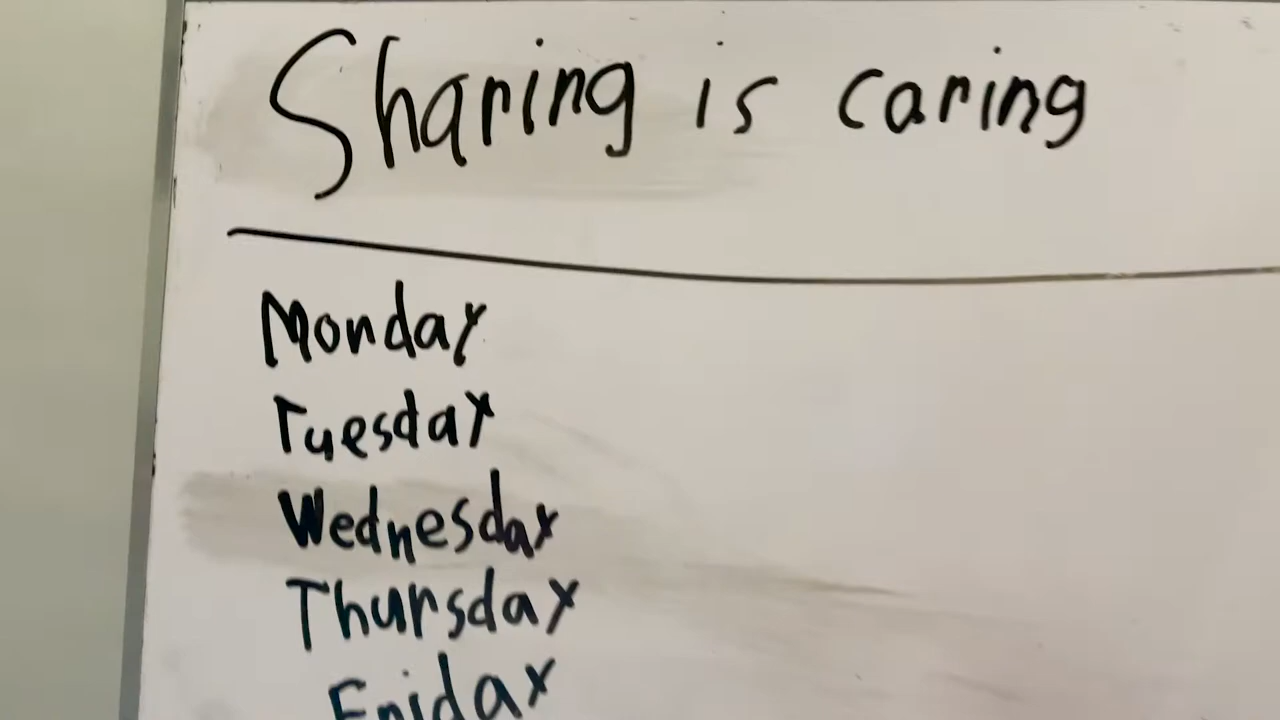 Sharing is caring
Monday
Tuesday
Wednesday
Thursday
Friday